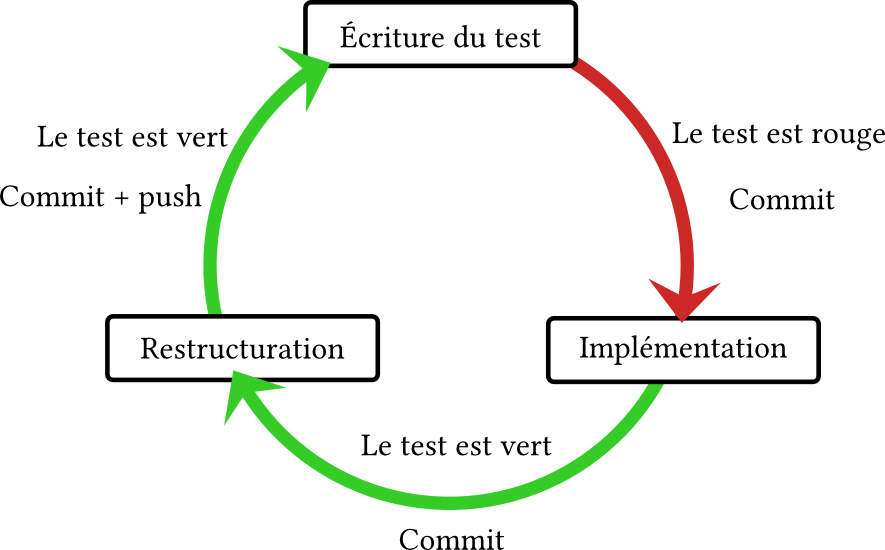 Écriture du test
Le test est rouge
Commit
Implémentation
Le test est vert
Commit
Restructuration
Le test est vert
Commit + push